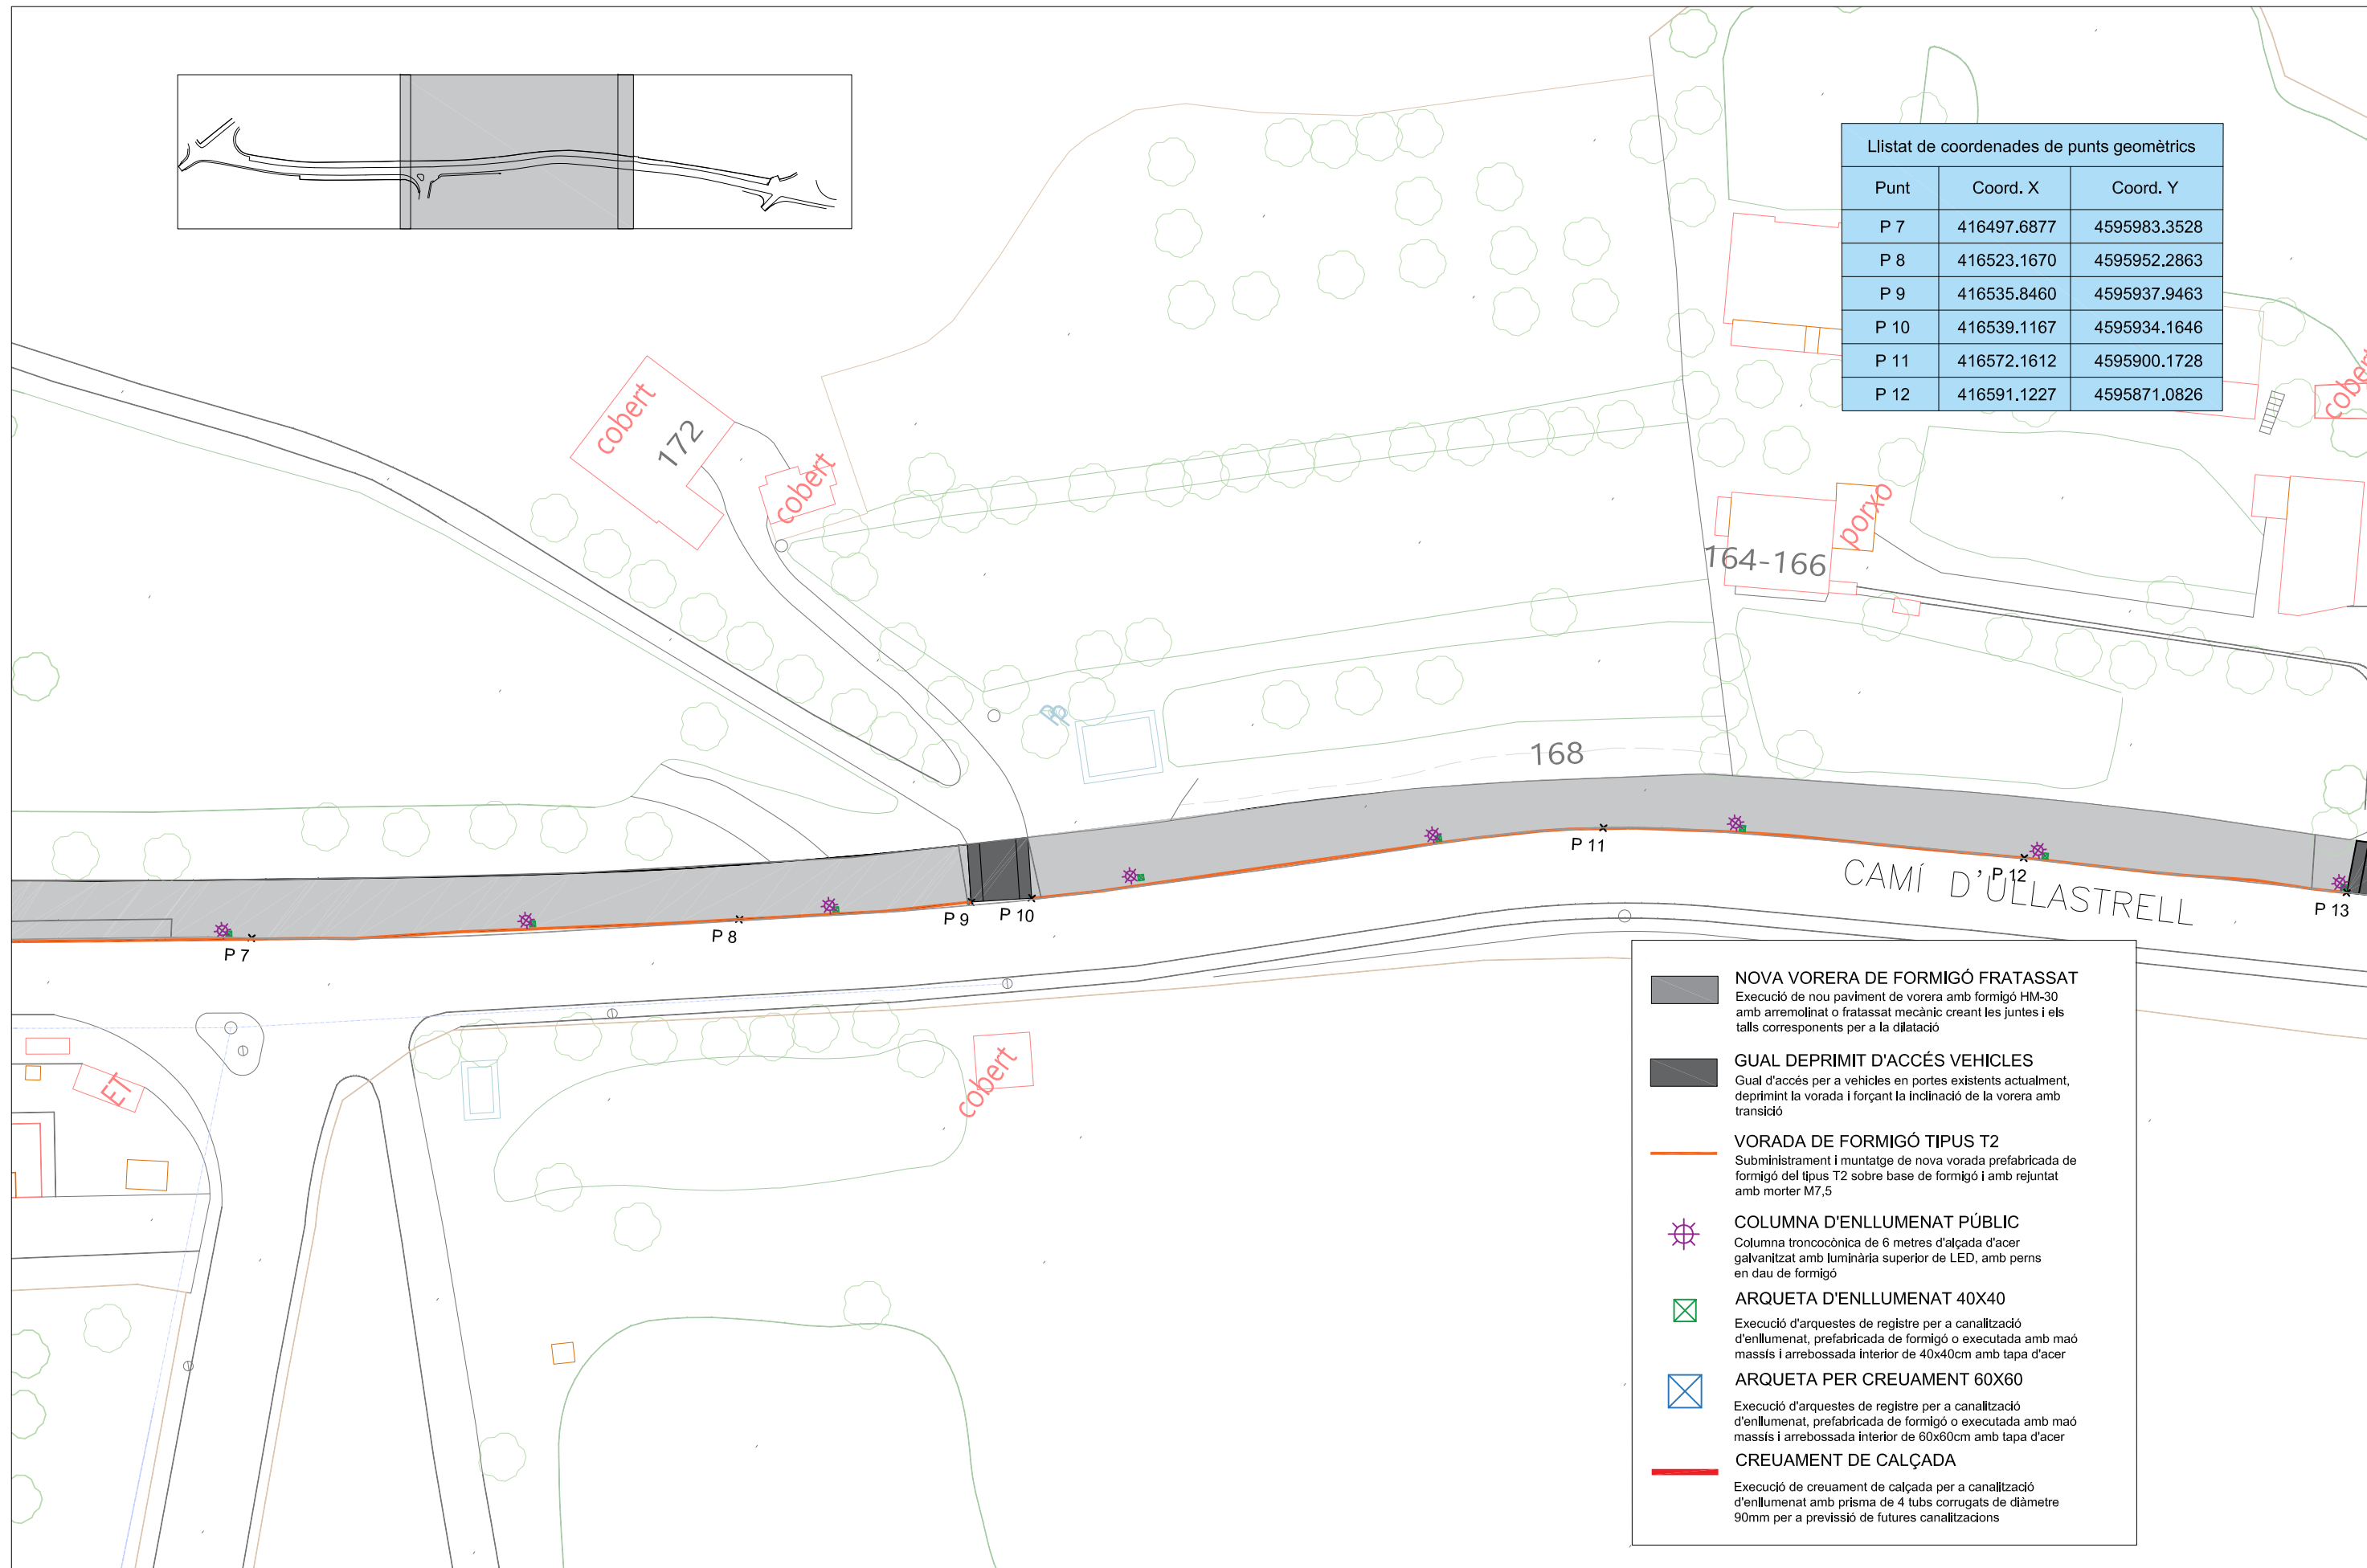 Llistat de coordenades de punts geomètrics
Punt Coord. X Coord. Y
P 7 416497.6877 4595983.3528
P 8 416523.1670 4595952.2863
P 9 416535.8460 4595937.9463
P 10 416539.1167 4595934.1646
P 11 416572.1612 4595900.1728
P 12 416591.1227 4595871.0826
cobert
172
cobert
cobert
porxo
164-166
168
P 7
P 8
P 9
P 10
P 11
P 12
P 13
CAMÍ D'ULLASTRELL
ET
cobert
NOVA VORERA DE FORMIGÓ FRATASSAT
Execució de nou paviment de vorera amb formigó HM-30
amb arremolinat o fratassat mecànic creant les juntes i els
talls corresponents per a la dilatació
GUAL DEPRIMIT D'ACCÉS VEHICLES
Gual d'accés per a vehicles en portes existents actualment,
deprimint la vorada i forçant la inclinació de la vorera amb
transició
VORADA DE FORMIGÓ TIPUS T2
Subministrament i muntatge de nova vorada prefabricada de
formigó del tipus T2 sobre base de formigó i amb rejuntat
amb morter M7,5
COLUMNA D'ENLLUMENAT PÚBLIC
Columna troncocònica de 6 metres d'alçada d'acer
galvanitzat amb luminària superior de LED, amb perns
en dau de formigó
ARQUETA D'ENLLUMENAT 40X40
Execució d'arquestes de registre per a canalització
d'enllumenat, prefabricada de formigó o executada amb maó
massís i arrebossada interior de 40x40cm amb tapa d'acer
ARQUETA PER CREUAMENT 60X60
Execució d'arquestes de registre per a canalització
d'enllumenat, prefabricada de formigó o executada amb maó
massís i arrebossada interior de 60x60cm amb tapa d'acer
CREUAMENT DE CALÇADA
Execució de creuament de calçada per a canalització
d'enllumenat amb prisma de 4 tubs corrugats de diàmetre
90mm per a previssió de futures canalitzacions